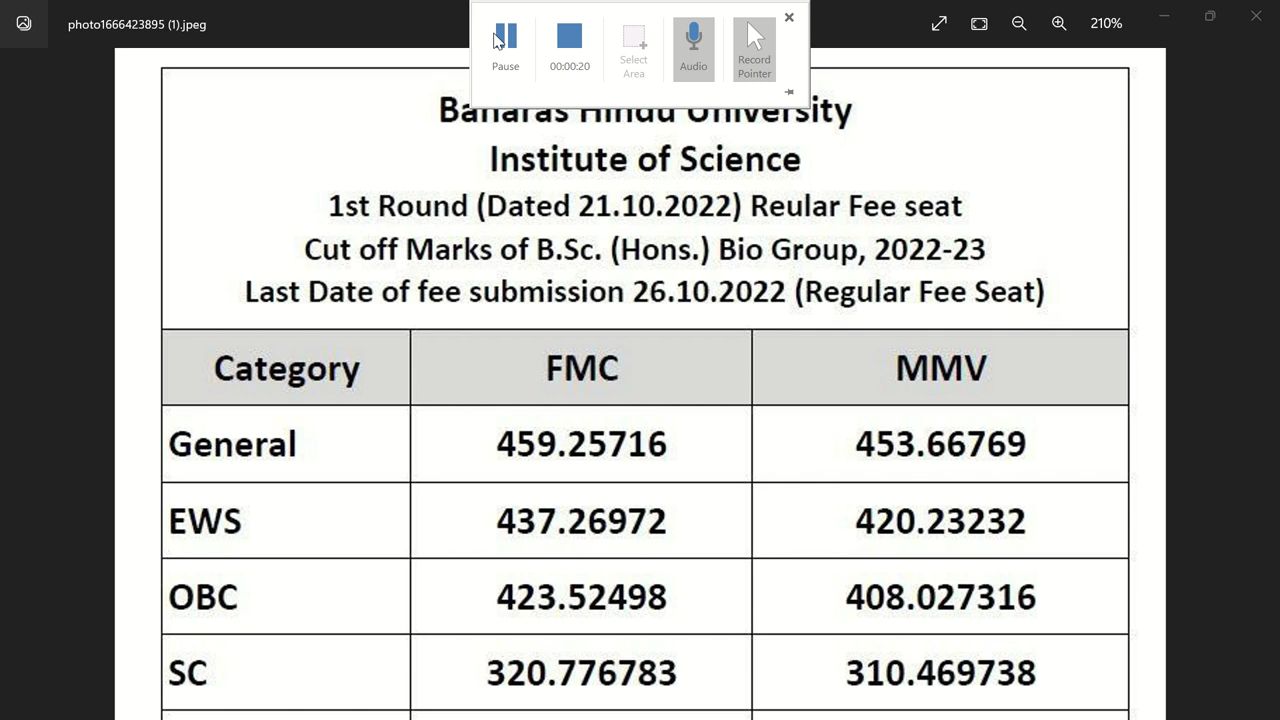 photo1666423895 (1).jpeg
210%
Pause
00:00:20
Select Area
Audio
Record Pointer
Banaras Hindu University
Institute of Science
1st Round (Dated 21.10.2022) Reular Fee seat
Cut off Marks of B.Sc. (Hons.) Bio Group, 2022-23
Last Date of fee submission 26.10.2022 (Regular Fee Seat)
Category FMC MMV
General 459.25716 453.66769
EWS 437.26972 420.23232
OBC 423.52498 408.027316
SC 320.776783 310.469738